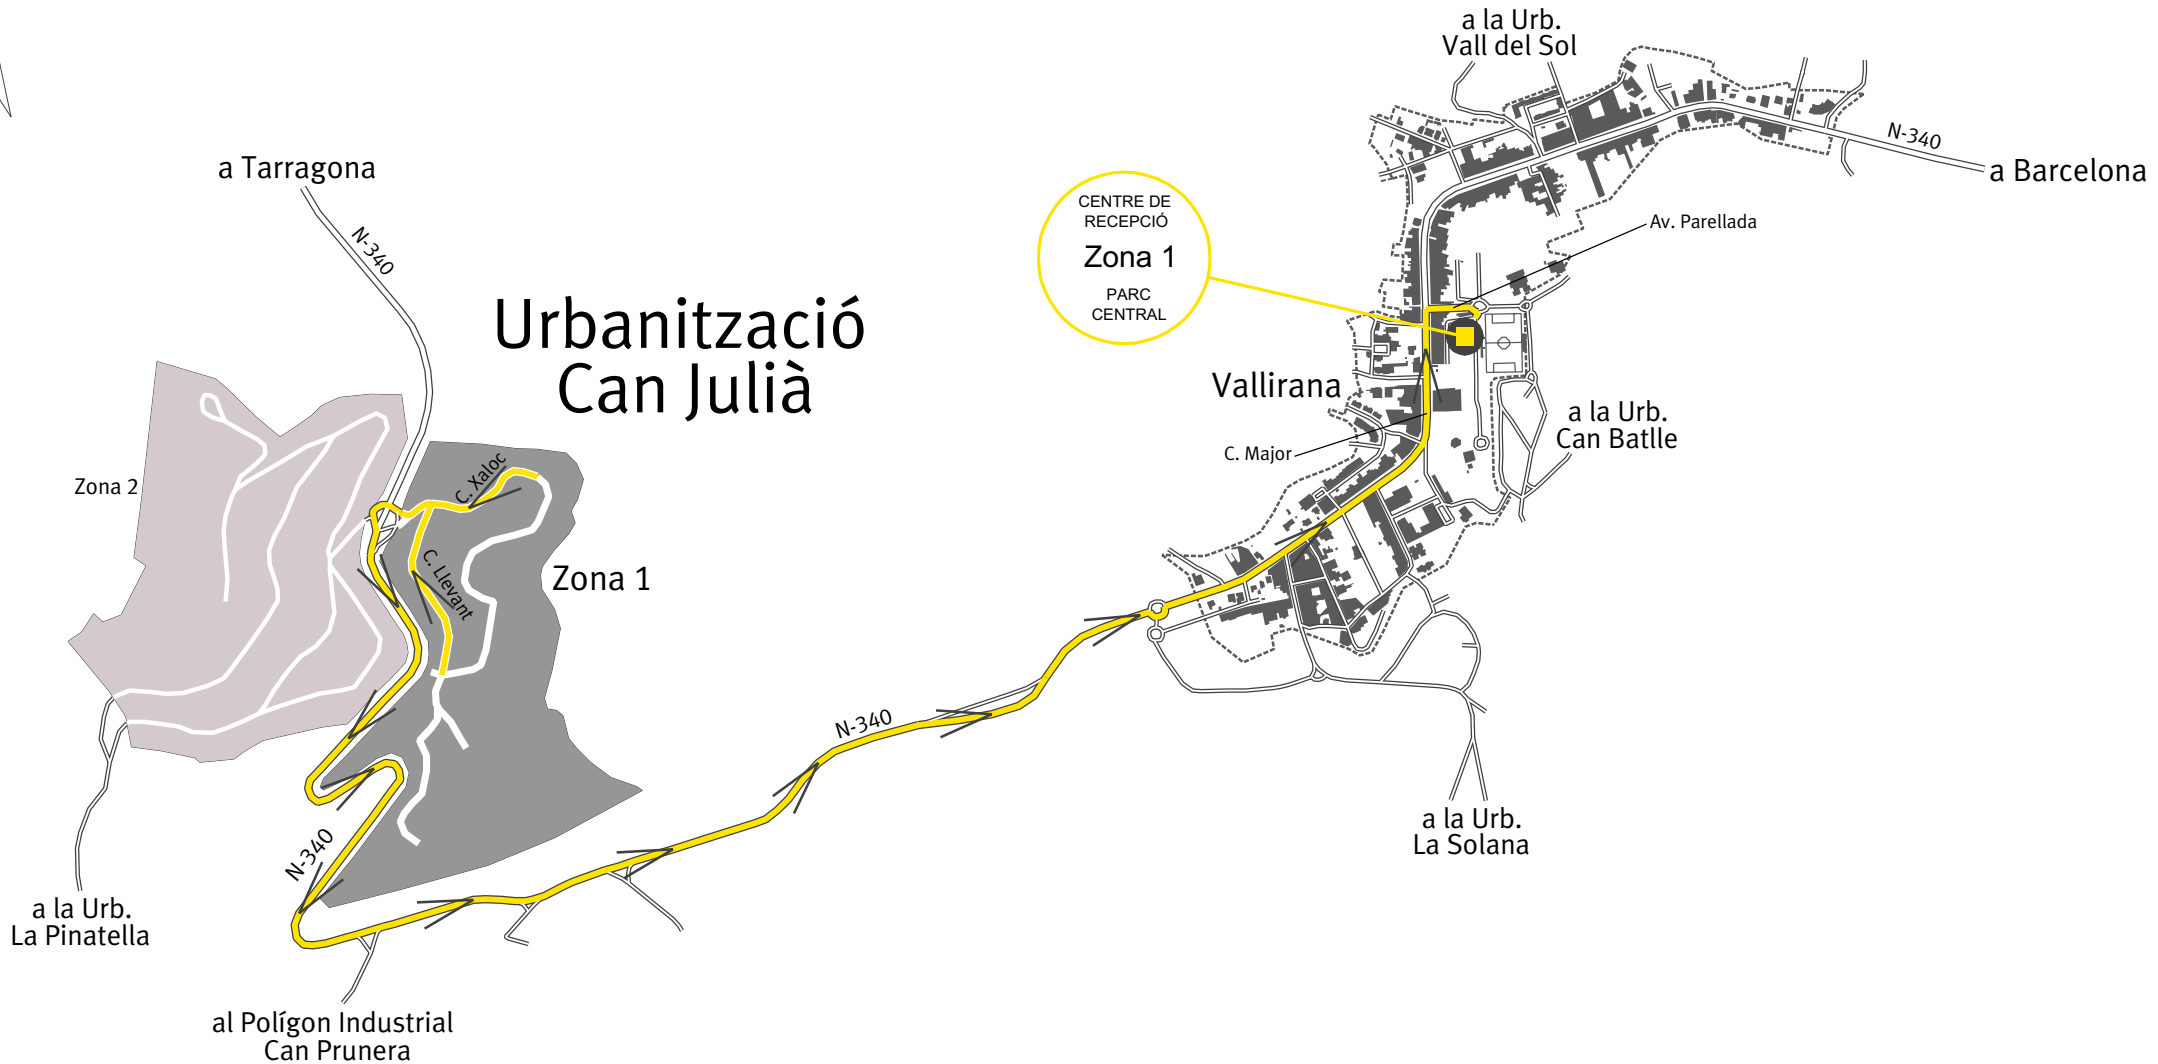 a la Urb.
Vall del Sol
N-340
a Barcelona
a Tarragona
N-340
CENTRE DE
RECEPCIÓ
Zona 1
PARC
CENTRAL
Av. Parellada
Urbanització
Can Julià
Vallirana
a la Urb.
Can Batlle
C. Major
C. Xaloc
Zona 2
C. Llevant
Zona 1
N-340
N-340
a la Urb.
La Solana
a la Urb.
La Pinatella
al Polígon Industrial
Can Prunera